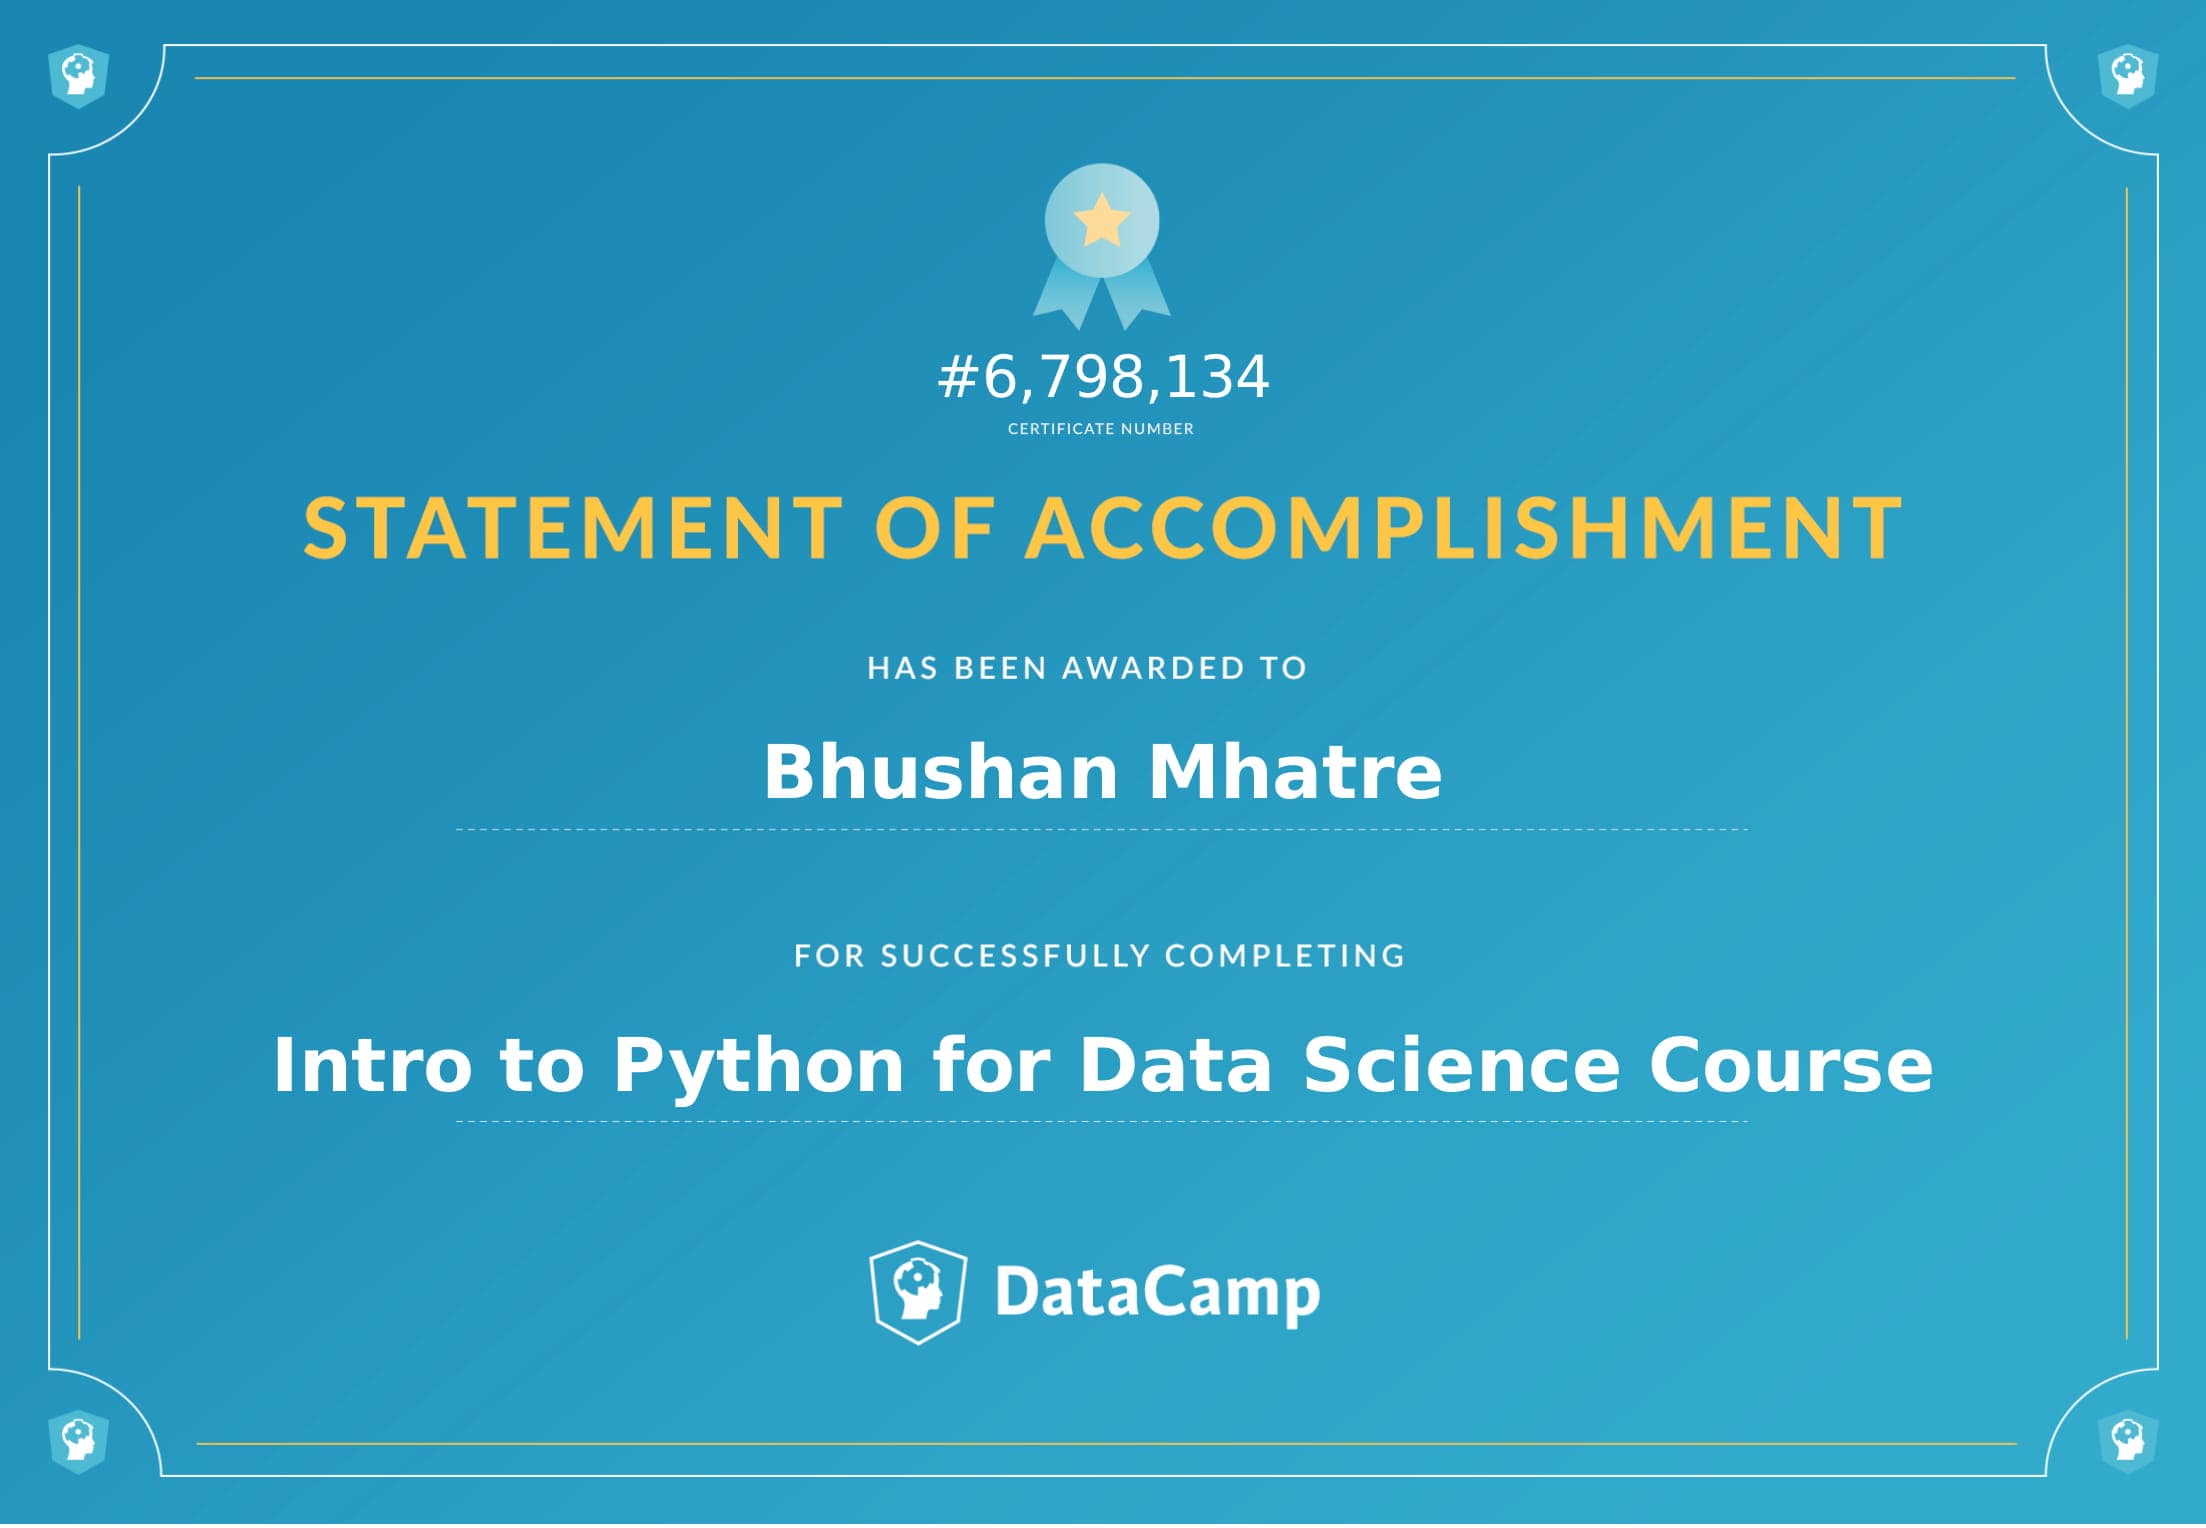 #6,798,134
CERTIFICATE NUMBER
STATEMENT OF ACCOMPLISHMENT
HAS BEEN AWARDED TO
Bhushan Mhatre
FOR SUCCESSFULLY COMPLETING
Intro to Python for Data Science Course
DataCamp